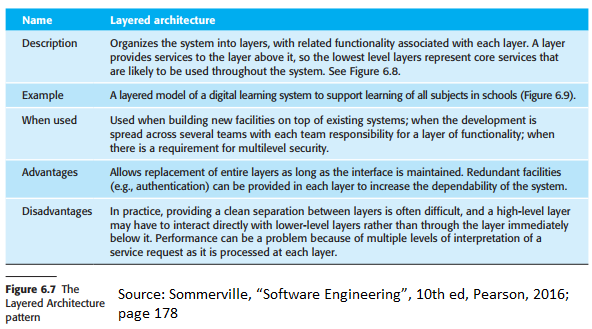 Name Layered architecture
Description Organizes the system into layers, with related functionality associated with each layer. A layer
provides services to the layer above it, so the lowest level layers represent core services that
are likely to be used throughout the system. See Figure 6.8.
Example A layered model of a digital learning system to support learning of all subjects in schools (Figure 6.9).
When used Used when building new facilities on top of existing systems; when the development is
spread across several teams with each team responsibility for a layer of functionality; when
there is a requirement for multilevel security.
Advantages Allows replacement of entire layers as long as the interface is maintained. Redundant facilities
(e.g., authentication) can be provided in each layer to increase the dependability of the system.
Disadvantages In practice, providing a clean separation between layers is often difficult, and a high-level layer
may have to interact directly with lower-level layers rather than through the layer immediately
below it. Performance can be a problem because of multiple levels of interpretation of a
service request as it is processed at each layer.
Figure 6.7 The
Layered Architecture
pattern
Source: Sommerville, “Software Engineering”, 10th ed, Pearson, 2016;
page 178